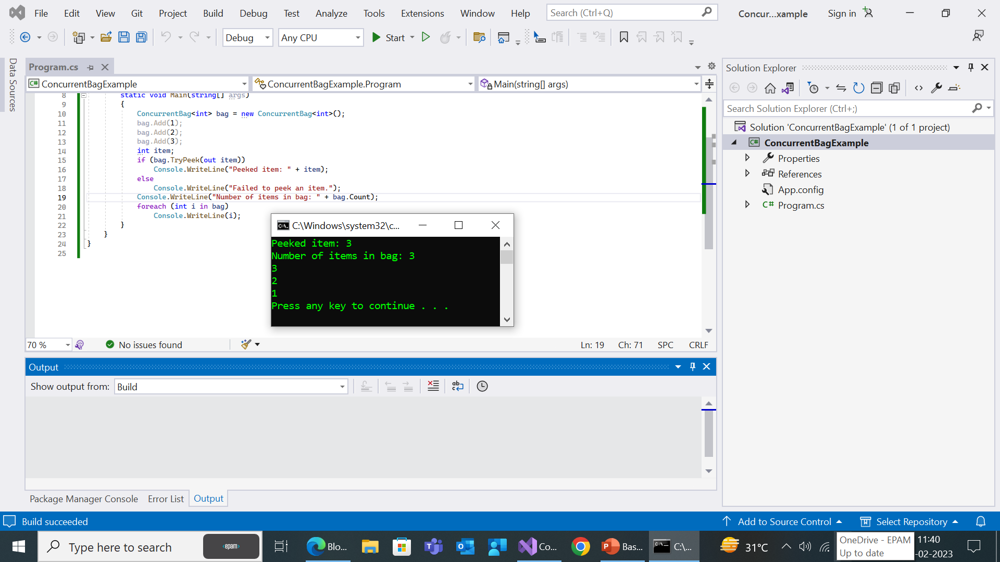 File Edit View Git Project Build Debug Test Analyze Tools Extensions Window Help Search (Ctrl+Q) Concur...xample Sign in
Debug Any CPU Start
Data Sources
Program.cs
ConcurrentBagExample ConcurrentBagExample.Program Main(string[] args)
8 static void Main(string[] args)
9 {
10 ConcurrentBag<int> bag = new ConcurrentBag<int>();
11 bag.Add(1);
12 bag.Add(2);
13 bag.Add(3);
14 int item;
15 if (bag.TryPeek(out item))
16 Console.WriteLine("Peeked item: " + item);
17 else
18 Console.WriteLine("Failed to peek an item.");
19 Console.WriteLine("Number of items in bag: " + bag.Count);
20 foreach (int i in bag)
21 Console.WriteLine(i);
22 }
23 }
24 }
25
C:\Windows\system32\c...
Peeked item: 3
Number of items in bag: 3
3
2
1
Press any key to continue . . .
70 % No issues found Ln: 19 Ch: 71 SPC CRLF
Output
Show output from: Build
Package Manager Console Error List Output
Solution Explorer
Search Solution Explorer (Ctrl+;)
Solution 'ConcurrentBagExample' (1 of 1 project)
C# ConcurrentBagExample
Properties
References
App.config
C# Program.cs
Build succeeded Add to Source Control Select Repository
Type here to search <epam> Blo... Co... Bas... C:\... 31°C
OneDrive - EPAM
Up to date
11:40
-02-2023